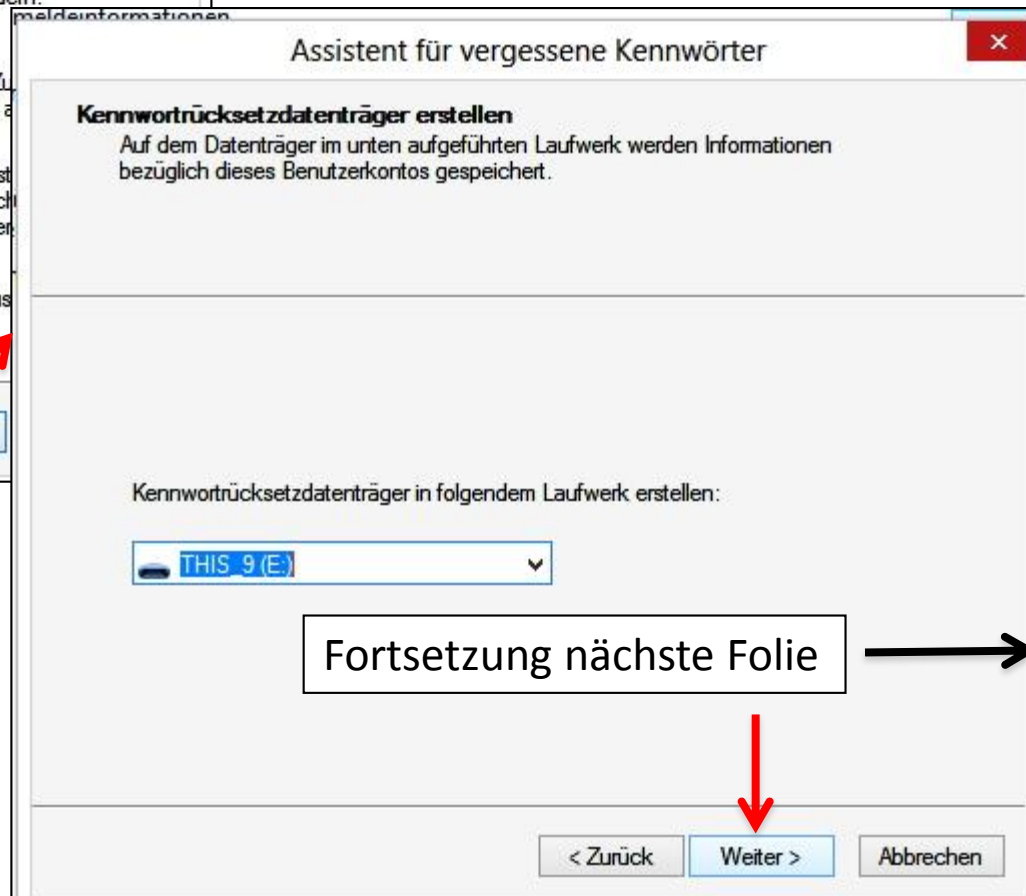 meldeinformationen
Assistent für vergessene Kennwörter
Kennwortrücksetzdatenträger erstellen
Auf dem Datenträger im unten aufgeführten Laufwerk werden Informationen
bezüglich dieses Benutzerkontos gespeichert.
Kennwortrücksetzdatenträger in folgendem Laufwerk erstellen:
THIS_9 (E:)
Fortsetzung nächste Folie
< Zurück
Weiter >
Abbrechen